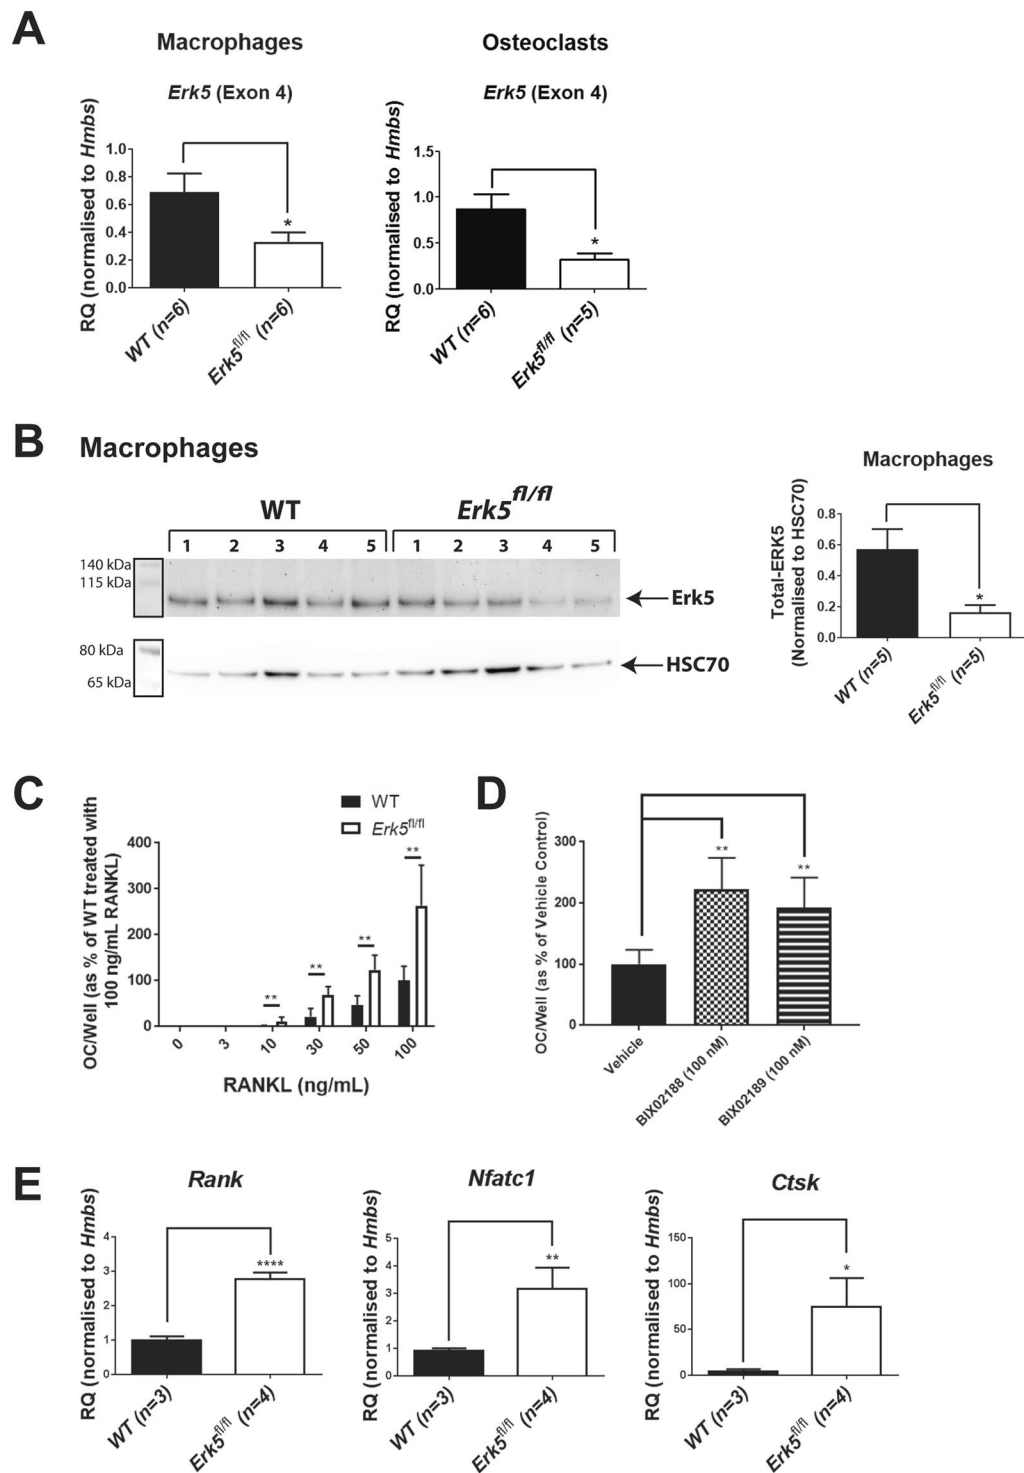 A
Macrophages
Erk5 (Exon 4)
RQ (normalised to Hmbs)
1.0
0.8
0.6
0.4
0.2
0.0
*
WT (n=6)
Erk5fl/fl (n=6)
Osteoclasts
Erk5 (Exon 4)
RQ (normalised to Hmbs)
1.5
1.0
0.5
0.0
*
WT (n=6)
Erk5fl/fl (n=5)
B
Macrophages
WT
Erk5fl/fl
1 2 3 4 5 1 2 3 4 5
140 kDa
115 kDa
Erk5
80 kDa
65 kDa
HSC70
Macrophages
Total-ERK5
(Normalised to HSC70)
0.8
0.6
0.4
0.2
0.0
*
WT (n=5)
Erk5fl/fl (n=5)
C
WT
Erk5fl/fl
OC/Well (as % of WT treated with
100 ng/mL RANKL)
400
300
200
100
0
** ** ** **
0 3 10 30 50 100
RANKL (ng/mL)
D
OC/Well (as % of Vehicle Control)
300
200
100
0
** **
Vehicle
BIX02188 (100 nM)
BIX02189 (100 nM)
E
Rank
RQ (normalised to Hmbs)
4
3
2
1
0
****
WT (n=3)
Erk5fl/fl (n=4)
Nfatc1
RQ (normalised to Hmbs)
5
4
3
2
1
0
**
WT (n=3)
Erk5fl/fl (n=4)
Ctsk
RQ (normalised to Hmbs)
150
100
50
0
*
WT (n=3)
Erk5fl/fl (n=4)